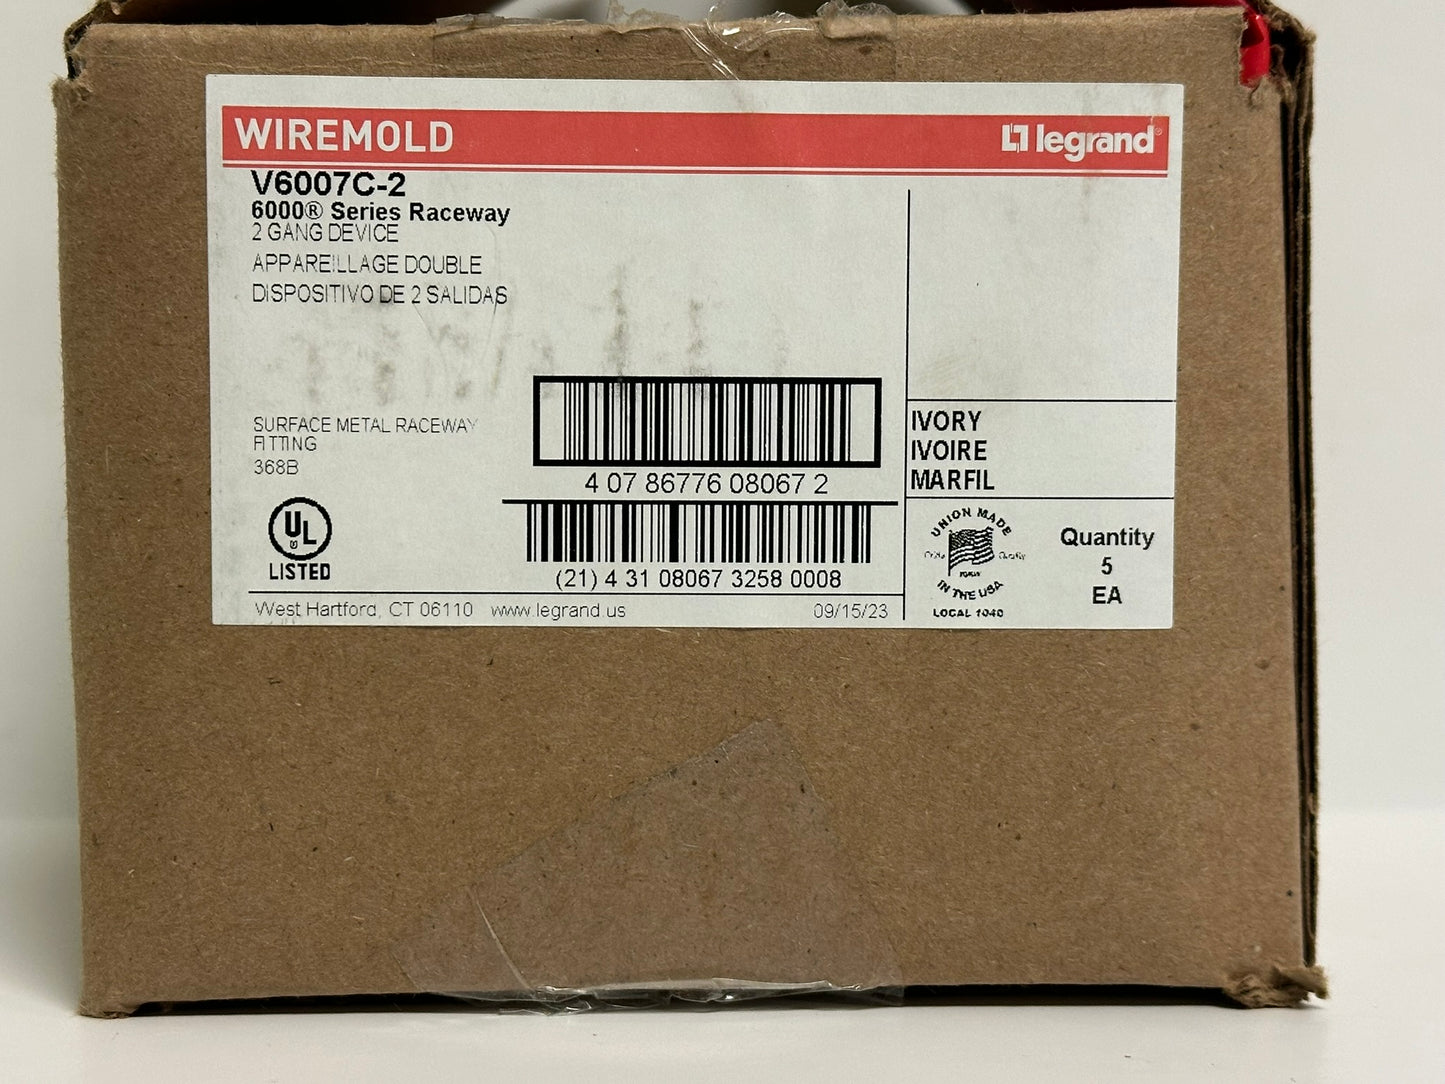 WIREMOLD
legrand®
V6007C-2
6000® Series Raceway
2 GANG DEVICE
APPAREILLAGE DOUBLE
DISPOSITIVO DE 2 SALIDAS
SURFACE METAL RACEWAY
FITTING
368B
UL
LISTED
4 07 86776 08067 2
(21) 4 31 08067 3258 0008
West Hartford, CT 06110 www.legrand.us
09/15/23
IVORY
IVOIRE
MARFIL
UNION MADE
IN THE USA
LOCAL 1040
Quantity
5
EA